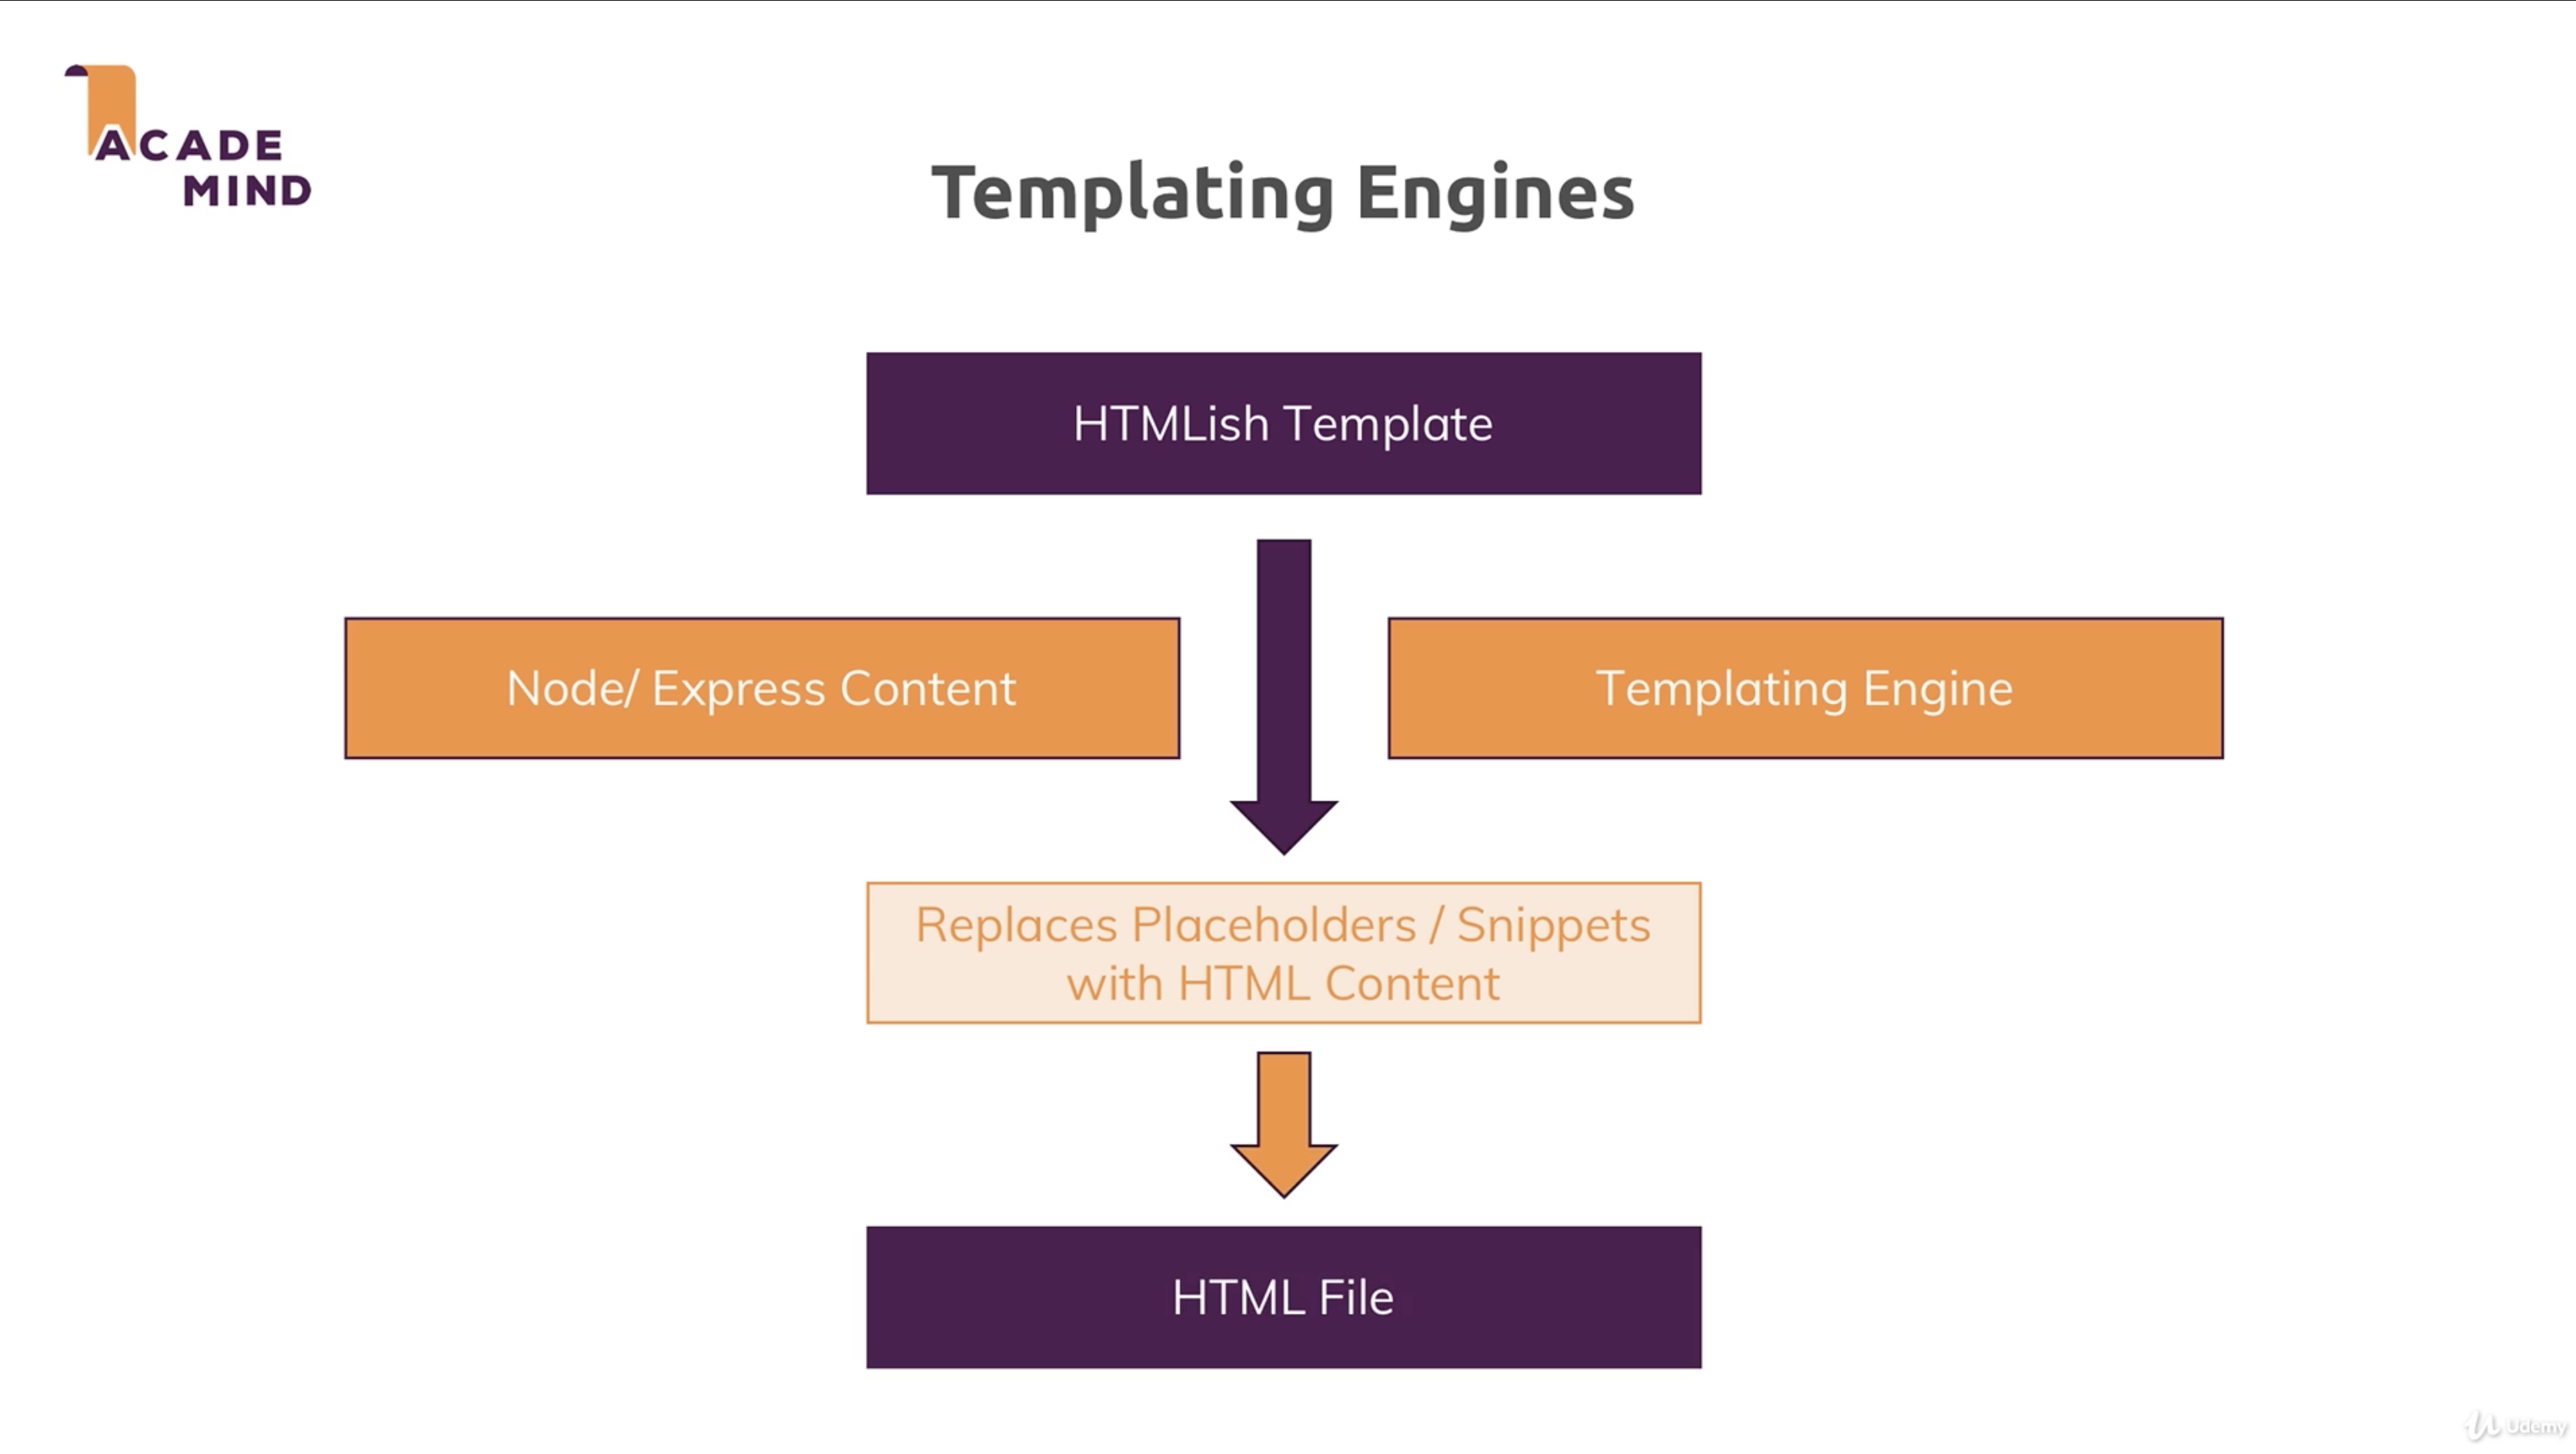 ACADE
MIND
Templating Engines
HTMLish Template
Node/ Express Content
Templating Engine
Replaces Placeholders / Snippets
with HTML Content
HTML File
Udemy